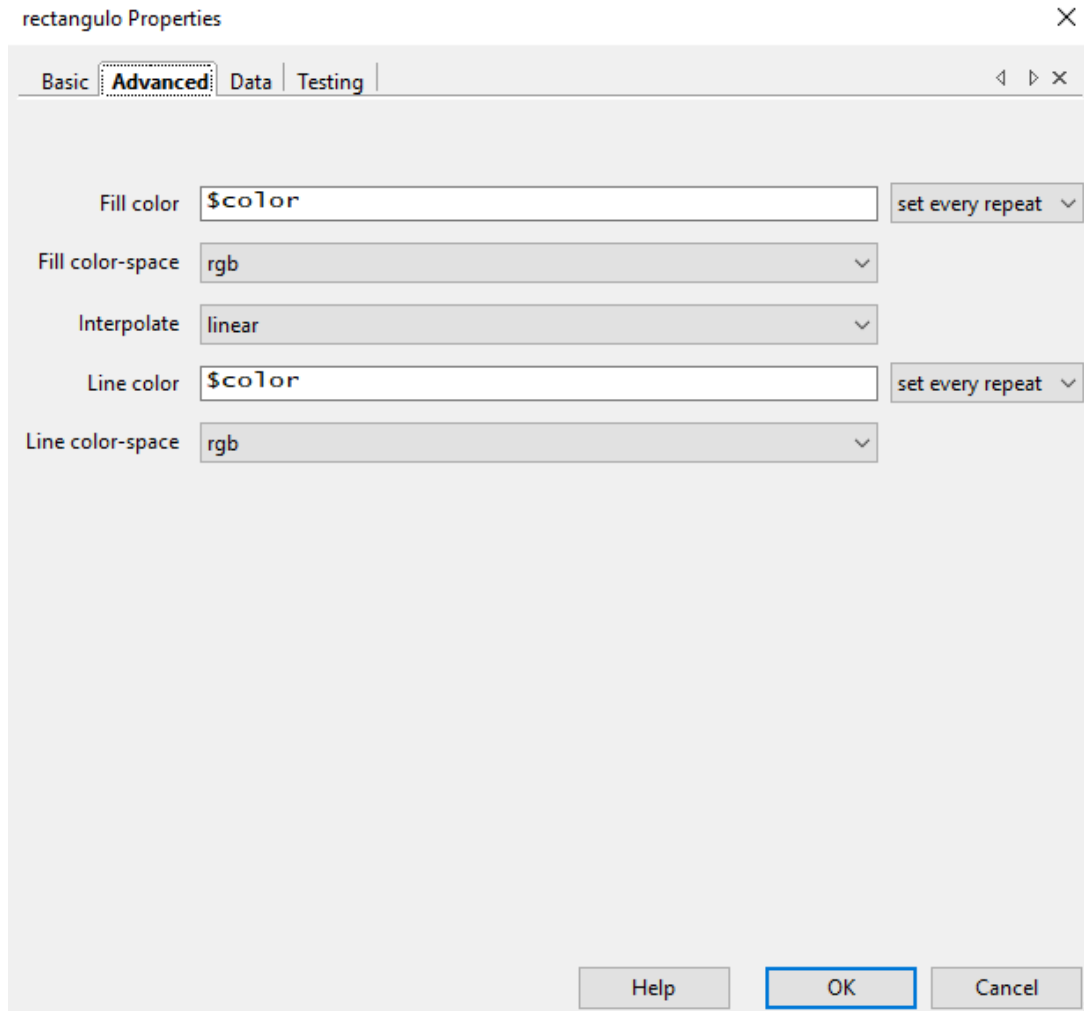 rectangulo Properties
Basic Advanced Data Testing
Fill color $color set every repeat
Fill color-space rgb
Interpolate linear
Line color $color set every repeat
Line color-space rgb
Help OK Cancel